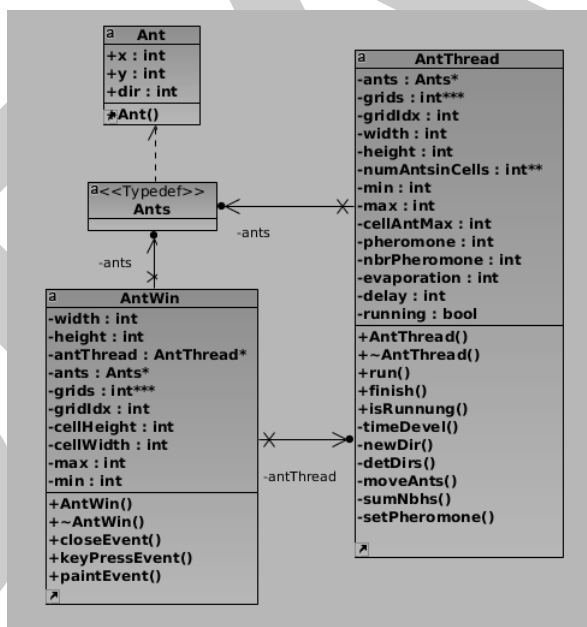 a Ant
+x : int
+y : int
+dir : int
+Ant()
a <<Typedef>>
Ants
-ants
-ants
a
AntWin
-width : int
-height : int
-antThread : AntThread*
-ants : Ants*
-grids : int***
-gridIdx : int
-cellHeight : int
-cellWidth : int
-max : int
-min : int
+AntWin()
+~AntWin()
+closeEvent()
+keyPressEvent()
+paintEvent()
-antThread
a
AntThread
-ants : Ants*
-grids : int***
-gridIdx : int
-width : int
-height : int
-numAntsinCells : int**
-min : int
-max : int
-cellAntMax : int
-pheromone : int
-nbrPheromone : int
-evaporation : int
-delay : int
-running : bool
+AntThread()
+~AntThread()
+run()
+finish()
+isRunnung()
-timeDevel()
-newDir()
-detDirs()
-moveAnts()
-sumNbhs()
-setPheromone()